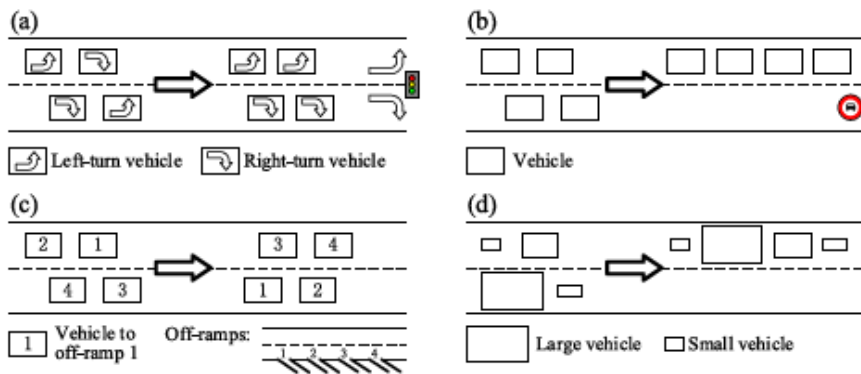 (a)
Left-turn vehicle
Right-turn vehicle
(b)
Vehicle
(c)
2 1
4 3
3 4
1 2
1
Vehicle to
off-ramp 1
Off-ramps:
1 2 3 4
(d)
Large vehicle
Small vehicle